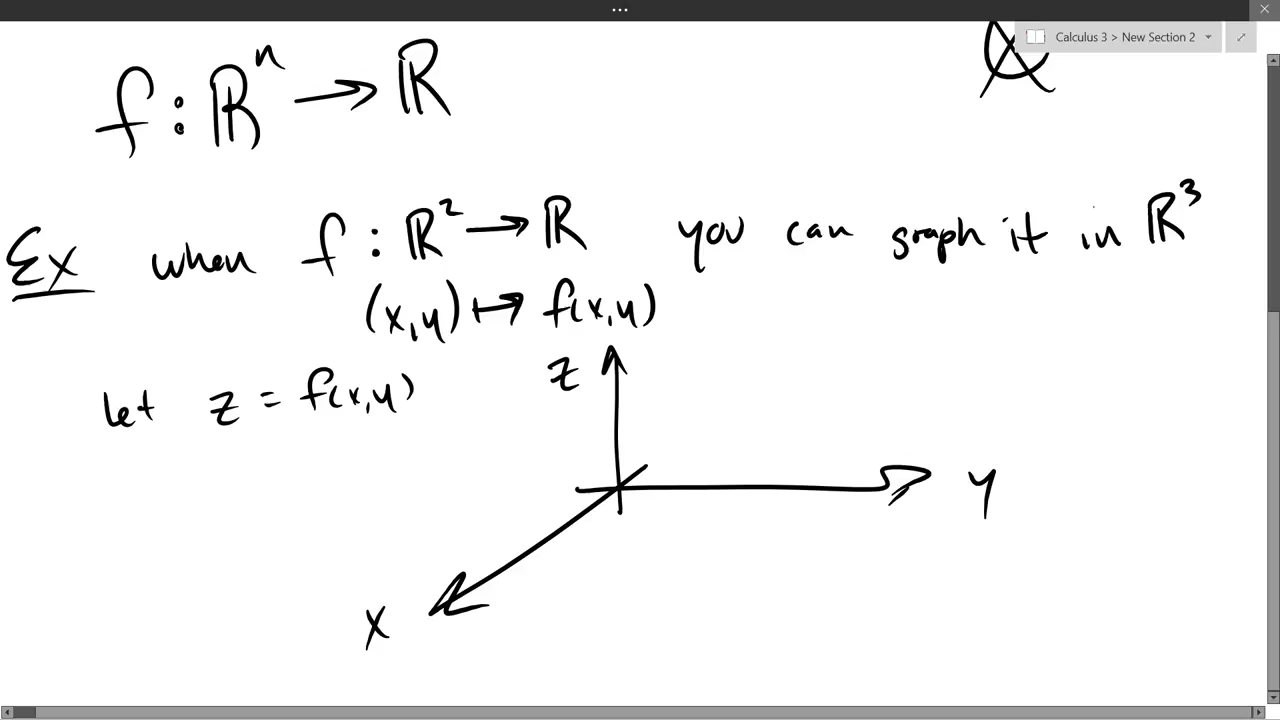 Calculus 3 > New Section 2
f : ℝⁿ → ℝ
Ex when f : ℝ² → ℝ you can graph it in ℝ³
(x,y) ↦ f(x,y)
let z = f(x,y)
z
y
x